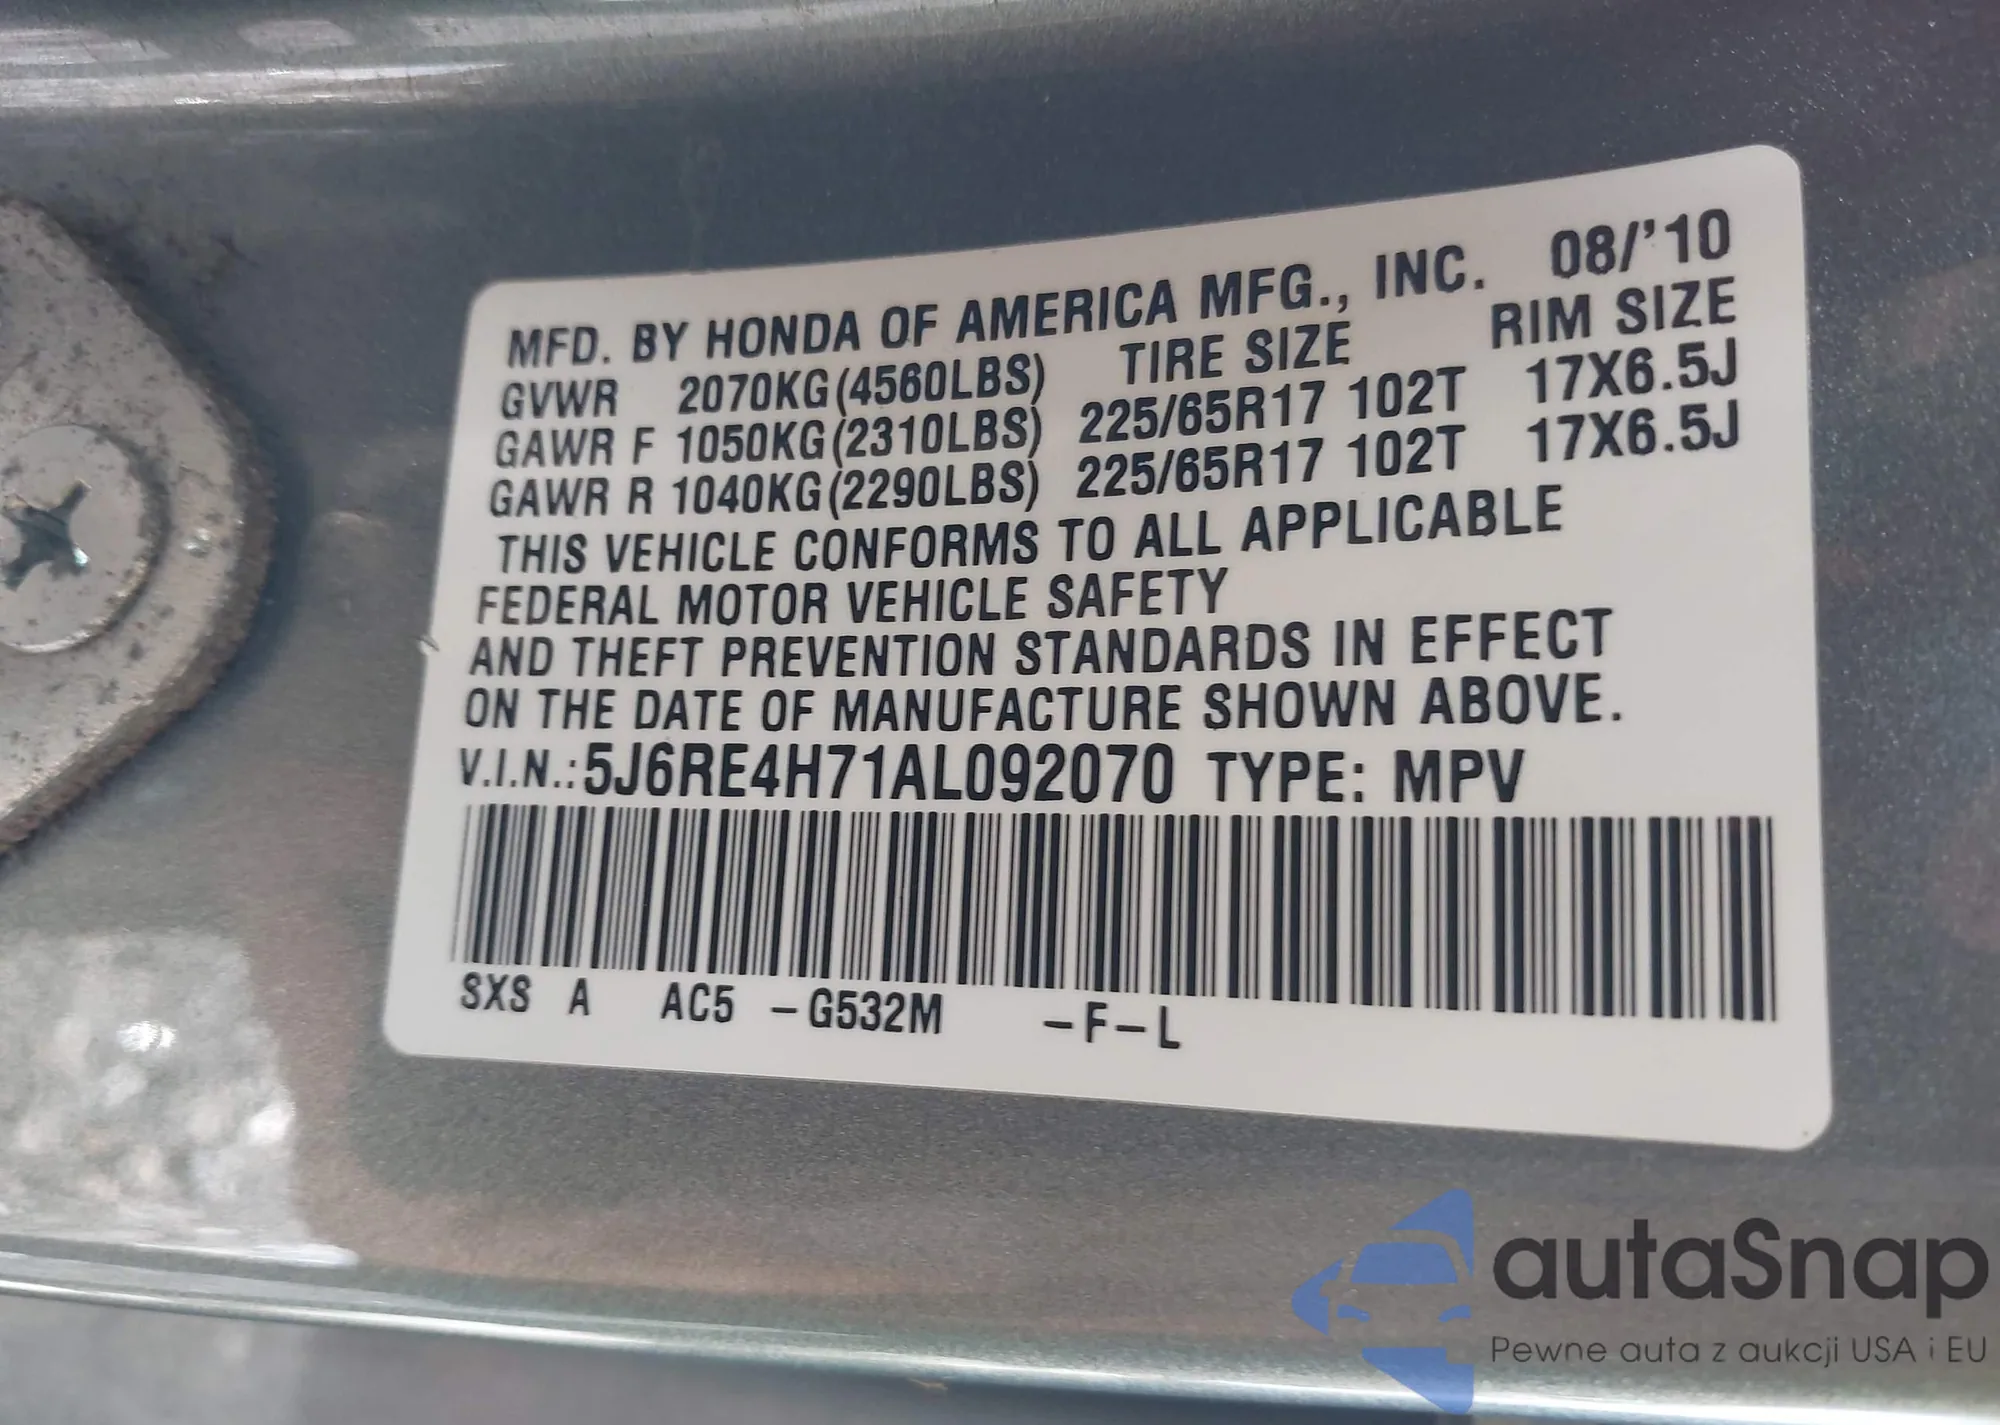 MFD. BY HONDA OF AMERICA MFG., INC. 08/'10
TIRE SIZE RIM SIZE
GVWR 2070KG(4560LBS)
GAWR F 1050KG(2310LBS) 225/65R17 102T 17X6.5J
GAWR R 1040KG(2290LBS) 225/65R17 102T 17X6.5J
THIS VEHICLE CONFORMS TO ALL APPLICABLE
FEDERAL MOTOR VEHICLE SAFETY
AND THEFT PREVENTION STANDARDS IN EFFECT
ON THE DATE OF MANUFACTURE SHOWN ABOVE.
V.I.N.:5J6RE4H71AL092070 TYPE: MPV
SXS A AC5 -G532M -F-L
autaSnap
Pewne auta z aukcji USA i EU